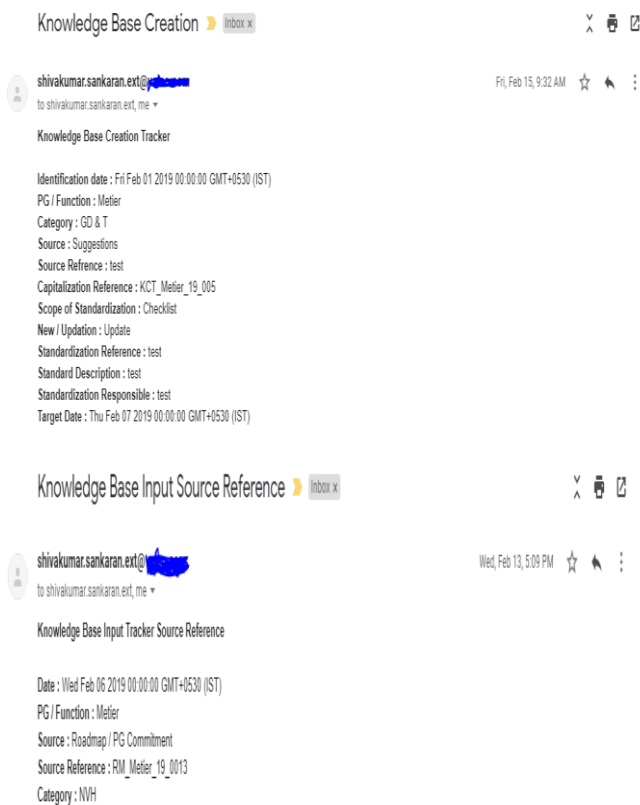 Knowledge Base Creation Inbox x
shivakumar.sankaran.ext@
Fri, Feb 15, 9:32 AM
to shivakumar.sankaran.ext, me
Knowledge Base Creation Tracker
Identification date : Fri Feb 01 2019 00:00:00 GMT+0530 (IST)
PG / Function : Metier
Category : GD & T
Source : Suggestions
Source Refrence : test
Capitalization Reference : KCT_Metier_19_005
Scope of Standardization : Checklist
New / Updation : Update
Standardization Reference : test
Standard Description : test
Standardization Responsible : test
Target Date : Thu Feb 07 2019 00:00:00 GMT+0530 (IST)
Knowledge Base Input Source Reference Inbox x
shivakumar.sankaran.ext@
Wed, Feb 13, 5:09 PM
to shivakumar.sankaran.ext, me
Knowledge Base Input Tracker Source Reference
Date : Wed Feb 06 2019 00:00:00 GMT+0530 (IST)
PG / Function : Metier
Source : Roadmap / PG Commitment
Source Reference : RM_Metier_19_0013
Category : NVH